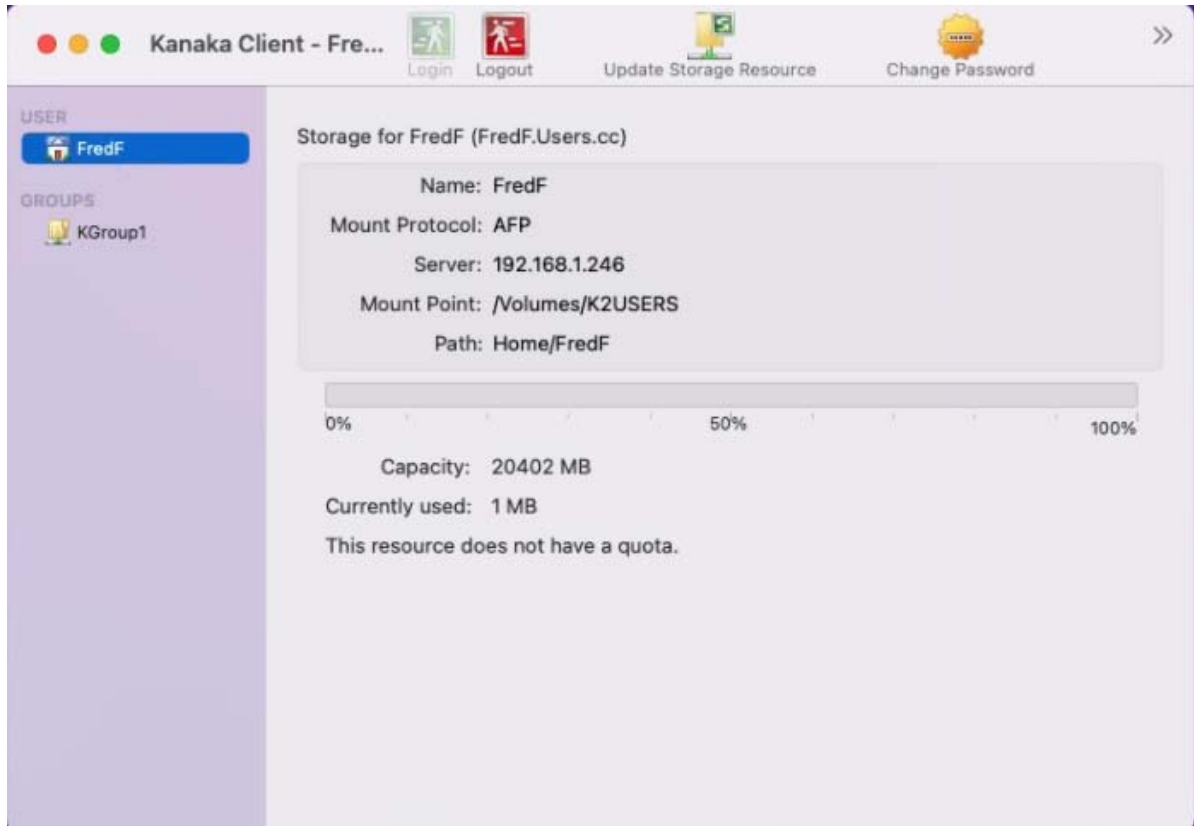 Kanaka Client - Fre...
Login
Logout
Update Storage Resource
Change Password
USER
FredF
GROUPS
KGroup1
Storage for FredF (FredF.Users.cc)
Name: FredF
Mount Protocol: AFP
Server: 192.168.1.246
Mount Point: /Volumes/K2USERS
Path: Home/FredF
0% 50% 100%
Capacity: 20402 MB
Currently used: 1 MB
This resource does not have a quota.